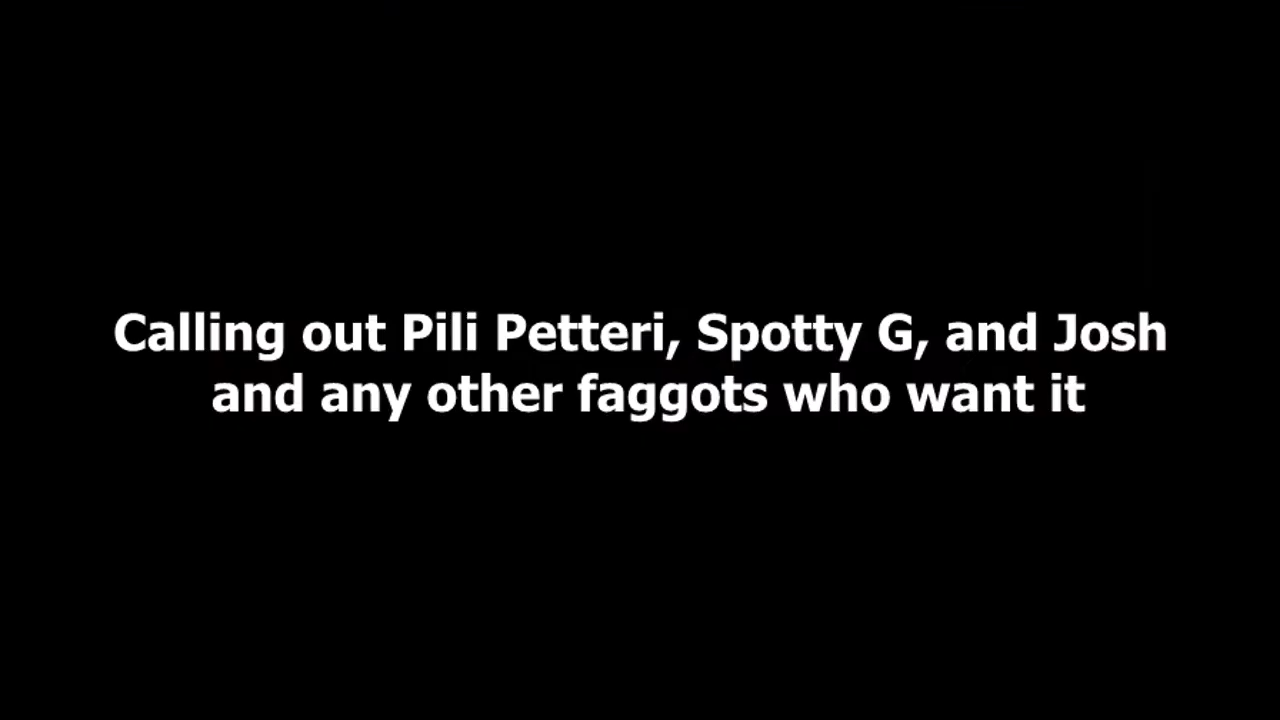 Calling out Pili Petteri, Spotty G, and Josh
and any other faggots who want it